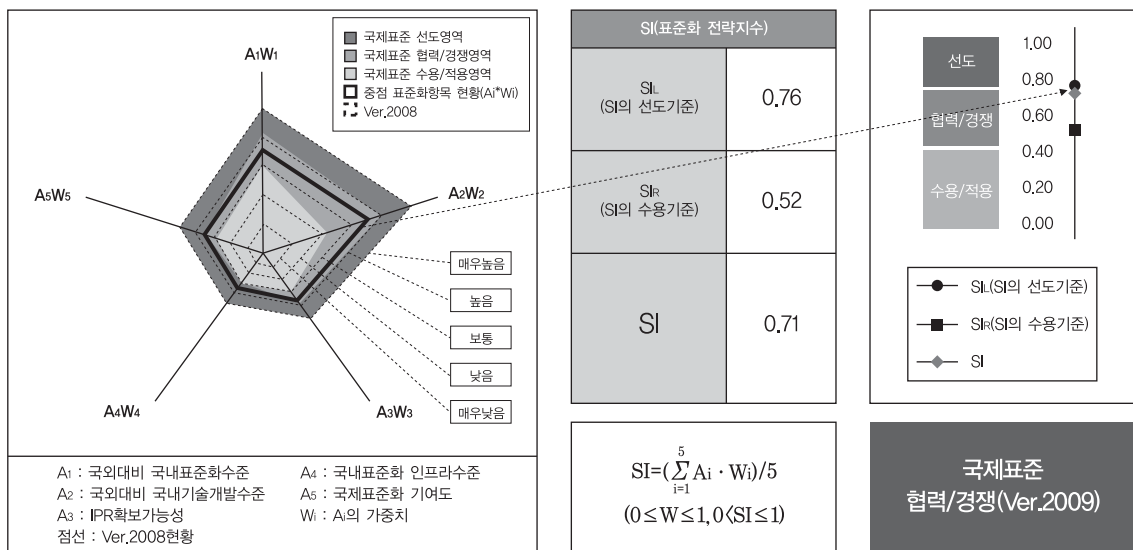 국제표준 선도영역
국제표준 협력/경쟁영역
국제표준 수용/적용영역
중점 표준화항목 현황(Ai*Wi)
Ver.2008
A1W1
A2W2
A3W3
A4W4
A5W5
매우높음
높음
보통
낮음
매우낮음
A1 : 국외대비 국내표준화수준
A2 : 국외대비 국내기술개발수준
A3 : IPR확보가능성
점선 : Ver.2008현황
A4 : 국내표준화 인프라수준
A5 : 국제표준화 기여도
Wi : Ai의 가중치
SI(표준화 전략지수)
SIL
(SI의 선도기준)
0.76
SIR
(SI의 수용기준)
0.52
SI
0.71
SI=(5∑i=1 Ai · Wi)/5
(0≤W≤1, 0<SI≤1)
선도
협력/경쟁
수용/적용
1.00
0.80
0.60
0.40
0.20
0.00
SIL(SI의 선도기준)
SIR(SI의 수용기준)
SI
국제표준
협력/경쟁(Ver.2009)